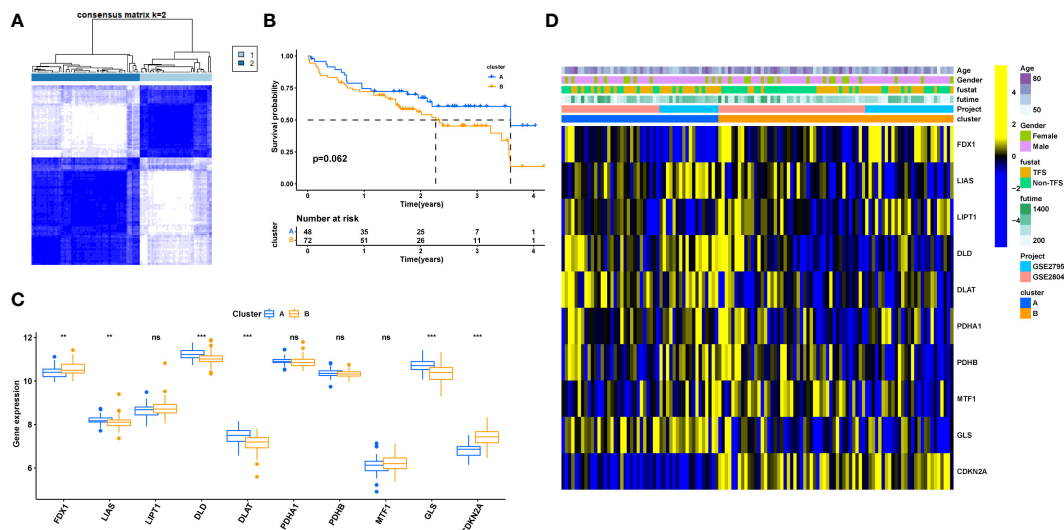 A
consensus matrix k=2
1
2
B
cluster
A
B
1.00
0.75
0.50
0.25
0.00
Survival probability
p=0.062
0 1 2 3 4
Time(years)
Number at risk
cluster
A 48 35 25 7 1
B 72 51 26 11 1
0 1 2 3 4
Time(years)
C
Cluster A B
** ** ns *** *** ns ns ns *** ***
12
10
8
6
Gene expression
FDX1
LIAS
LIPT1
DLD
DLAT
PDHA1
PDHB
MTF1
GLS
CDKN2A
D
Age
Gender
fustat
futime
Project
cluster
FDX1
LIAS
LIPT1
DLD
DLAT
PDHA1
PDHB
MTF1
GLS
CDKN2A
4
2
0
−2
−4
Age
80
50
Gender
Female
Male
fustat
TFS
Non-TFS
futime
1400
200
Project
GSE2795
GSE2804
cluster
A
B